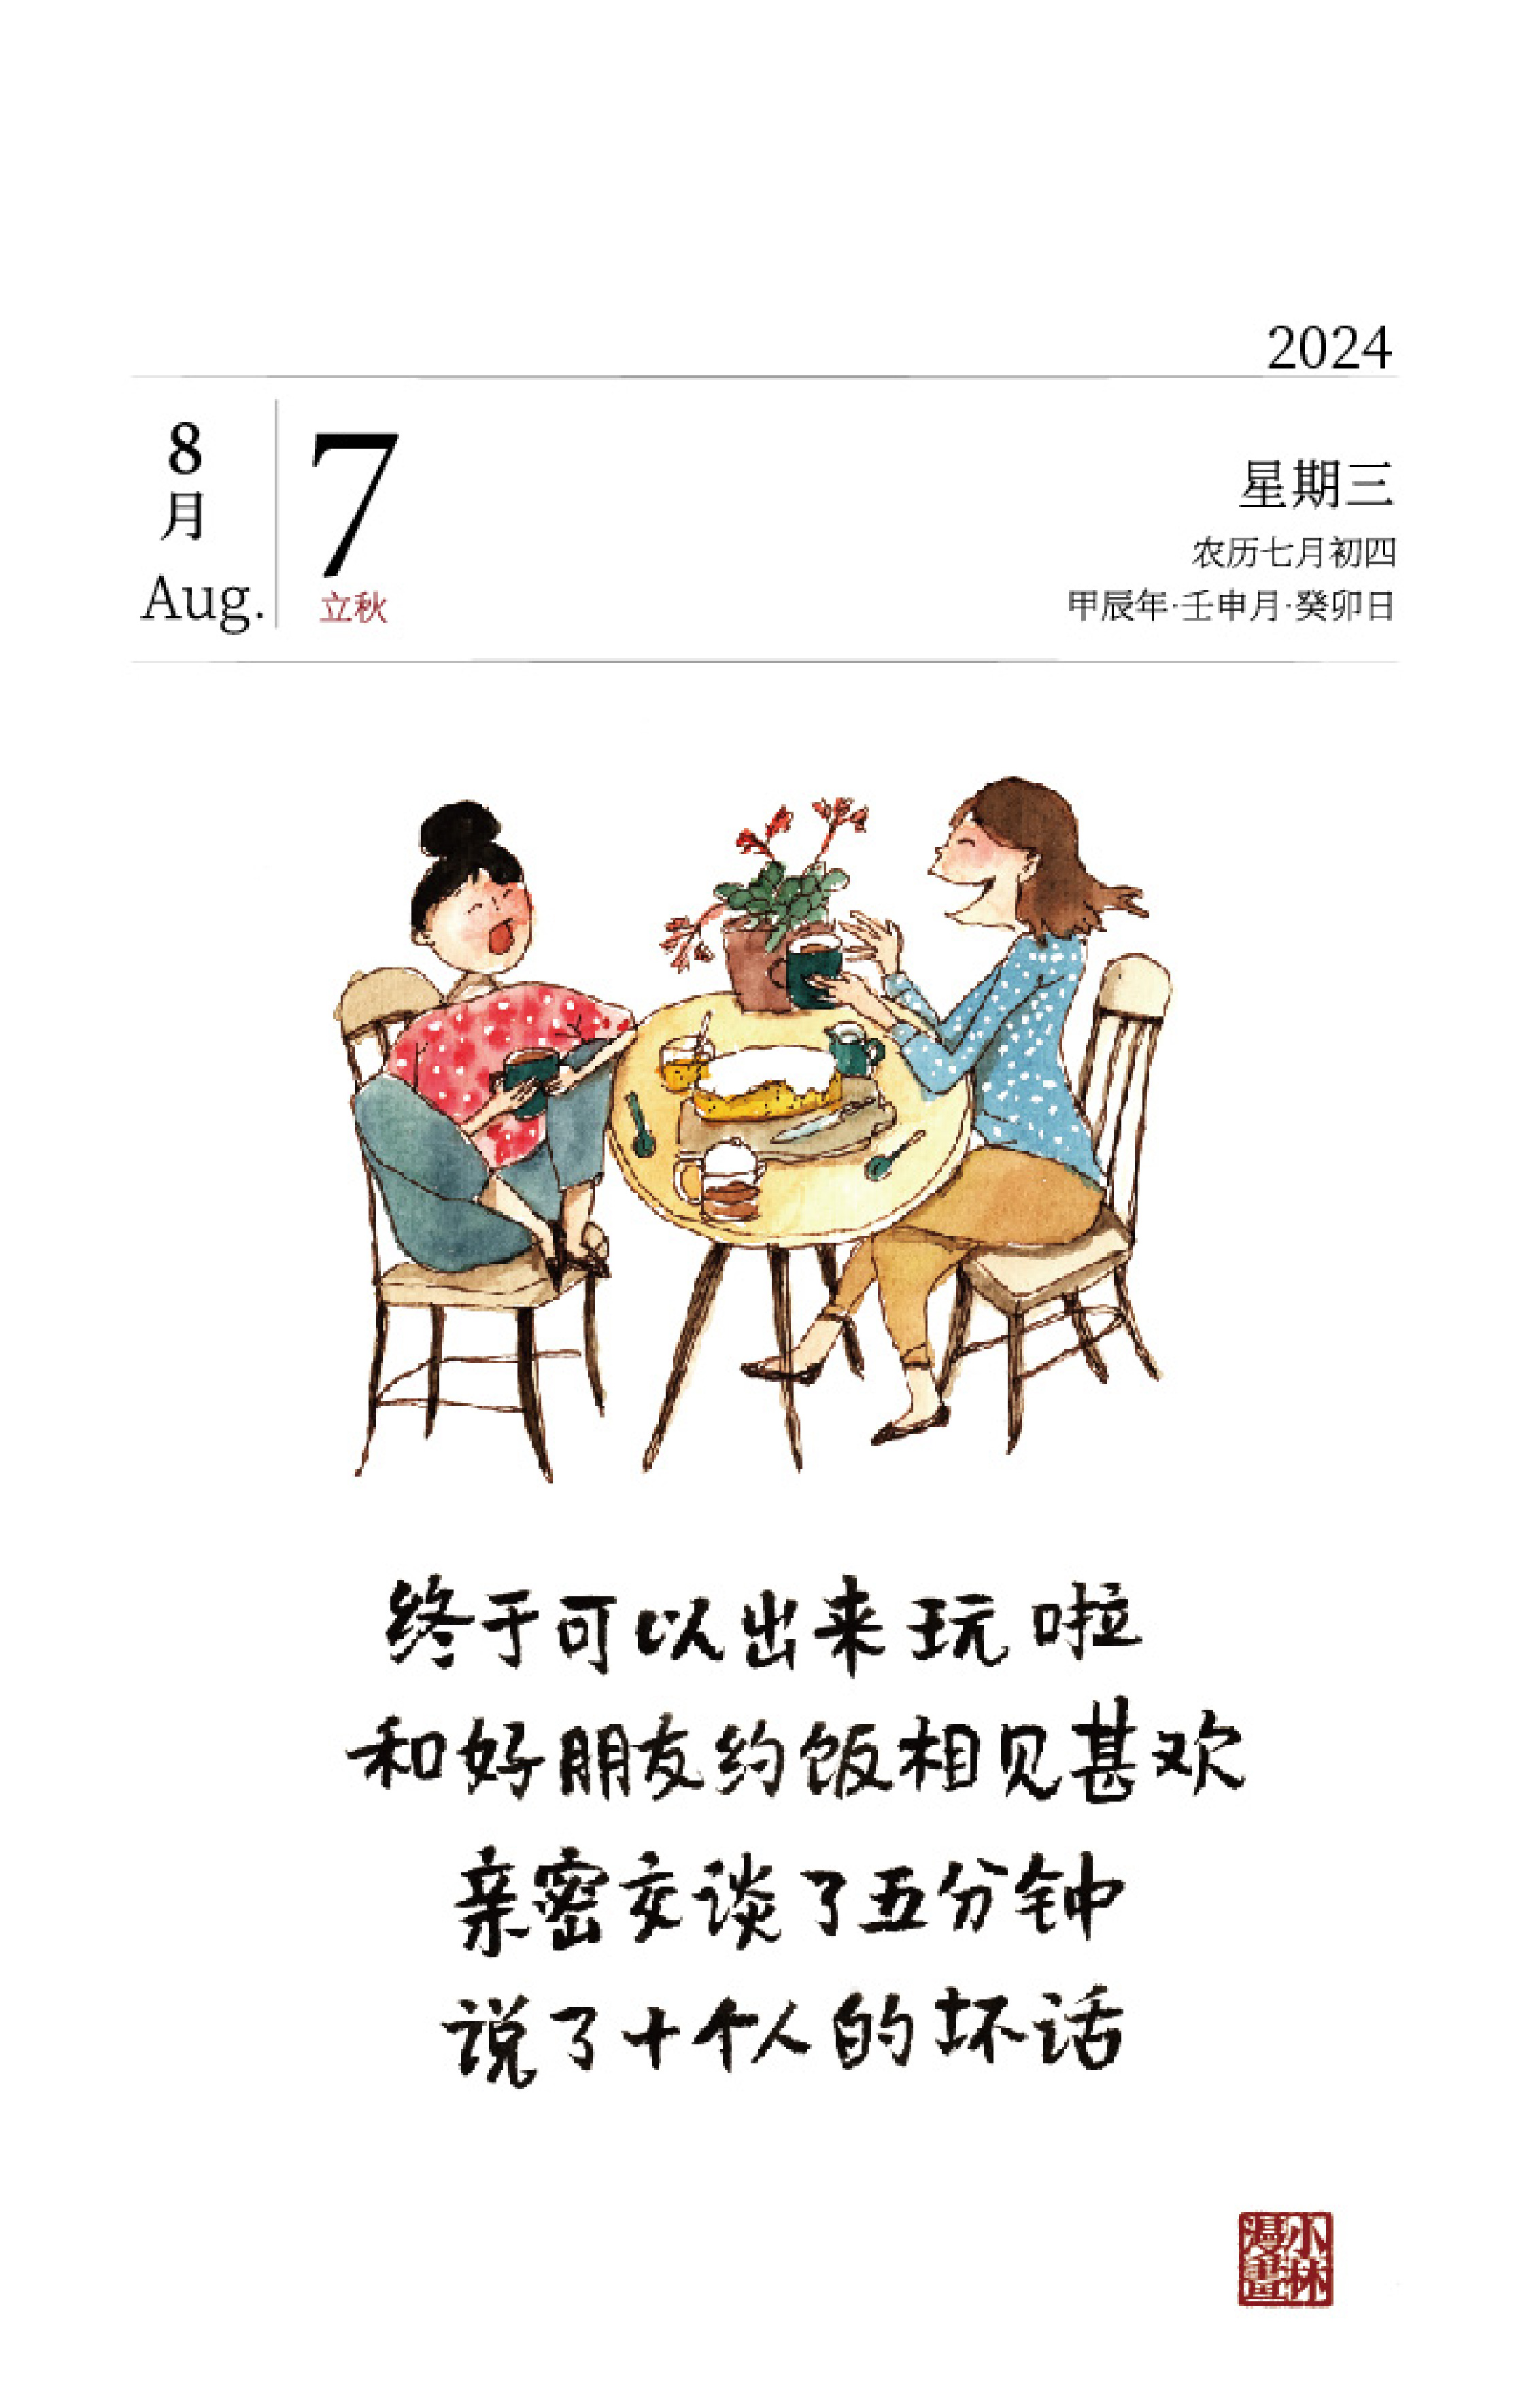 2024
8
月
Aug.
7
立秋
星期三
农历七月初四
甲辰年·壬申月·癸卯日
终于可以出来玩啦
和好朋友约饭相见甚欢
亲密交谈了五分钟
说了十个人的坏话
小林
漫畫